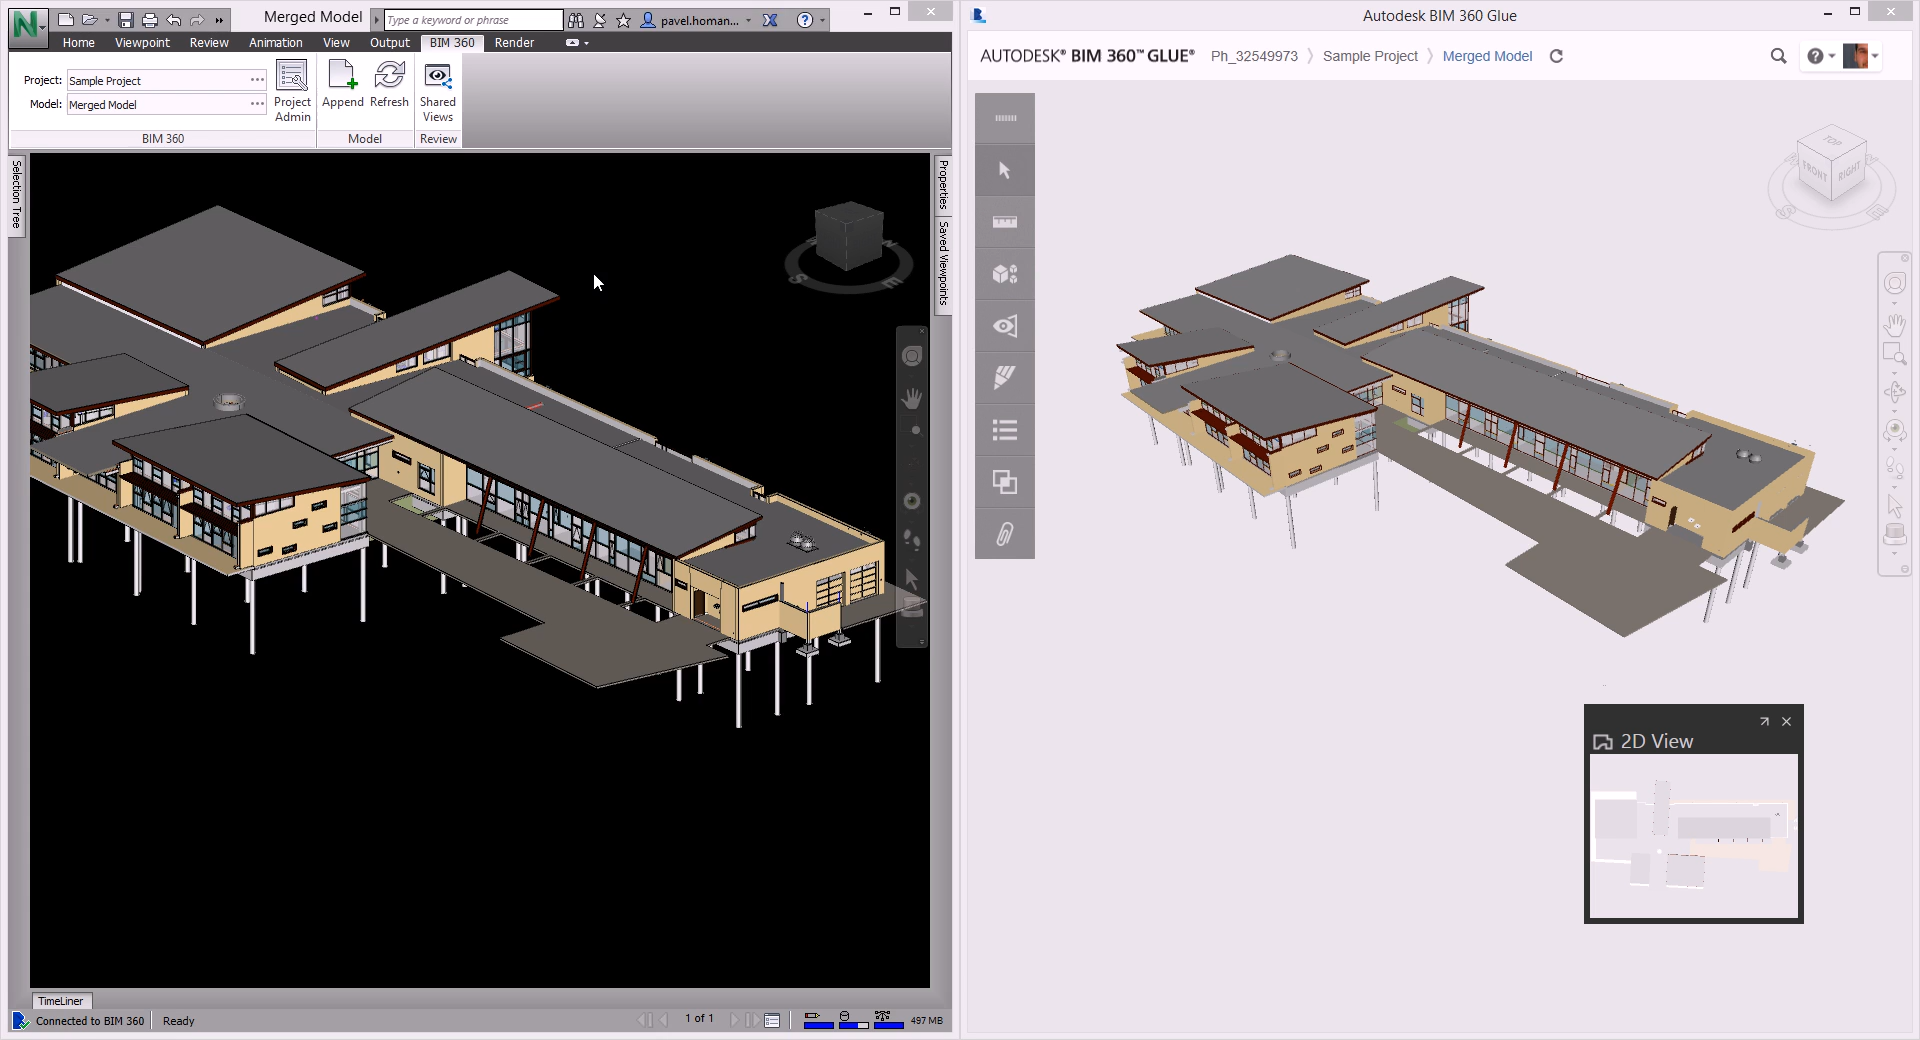 Merged Model
Type a keyword or phrase
pavel.homan...
Home Viewpoint Review Animation View Output BIM 360 Render
Project: Sample Project
Model: Merged Model
Project Admin
Append
Refresh
Shared Views
BIM 360
Model
Review
Selection Tree
Properties
Saved Viewpoints
S
E
TimeLiner
Connected to BIM 360
Ready
1 of 1
497 MB
Autodesk BIM 360 Glue
AUTODESK® BIM 360™ GLUE®
Ph_32549973
Sample Project
Merged Model
TOP
FRONT
RIGHT
S
E
2D View